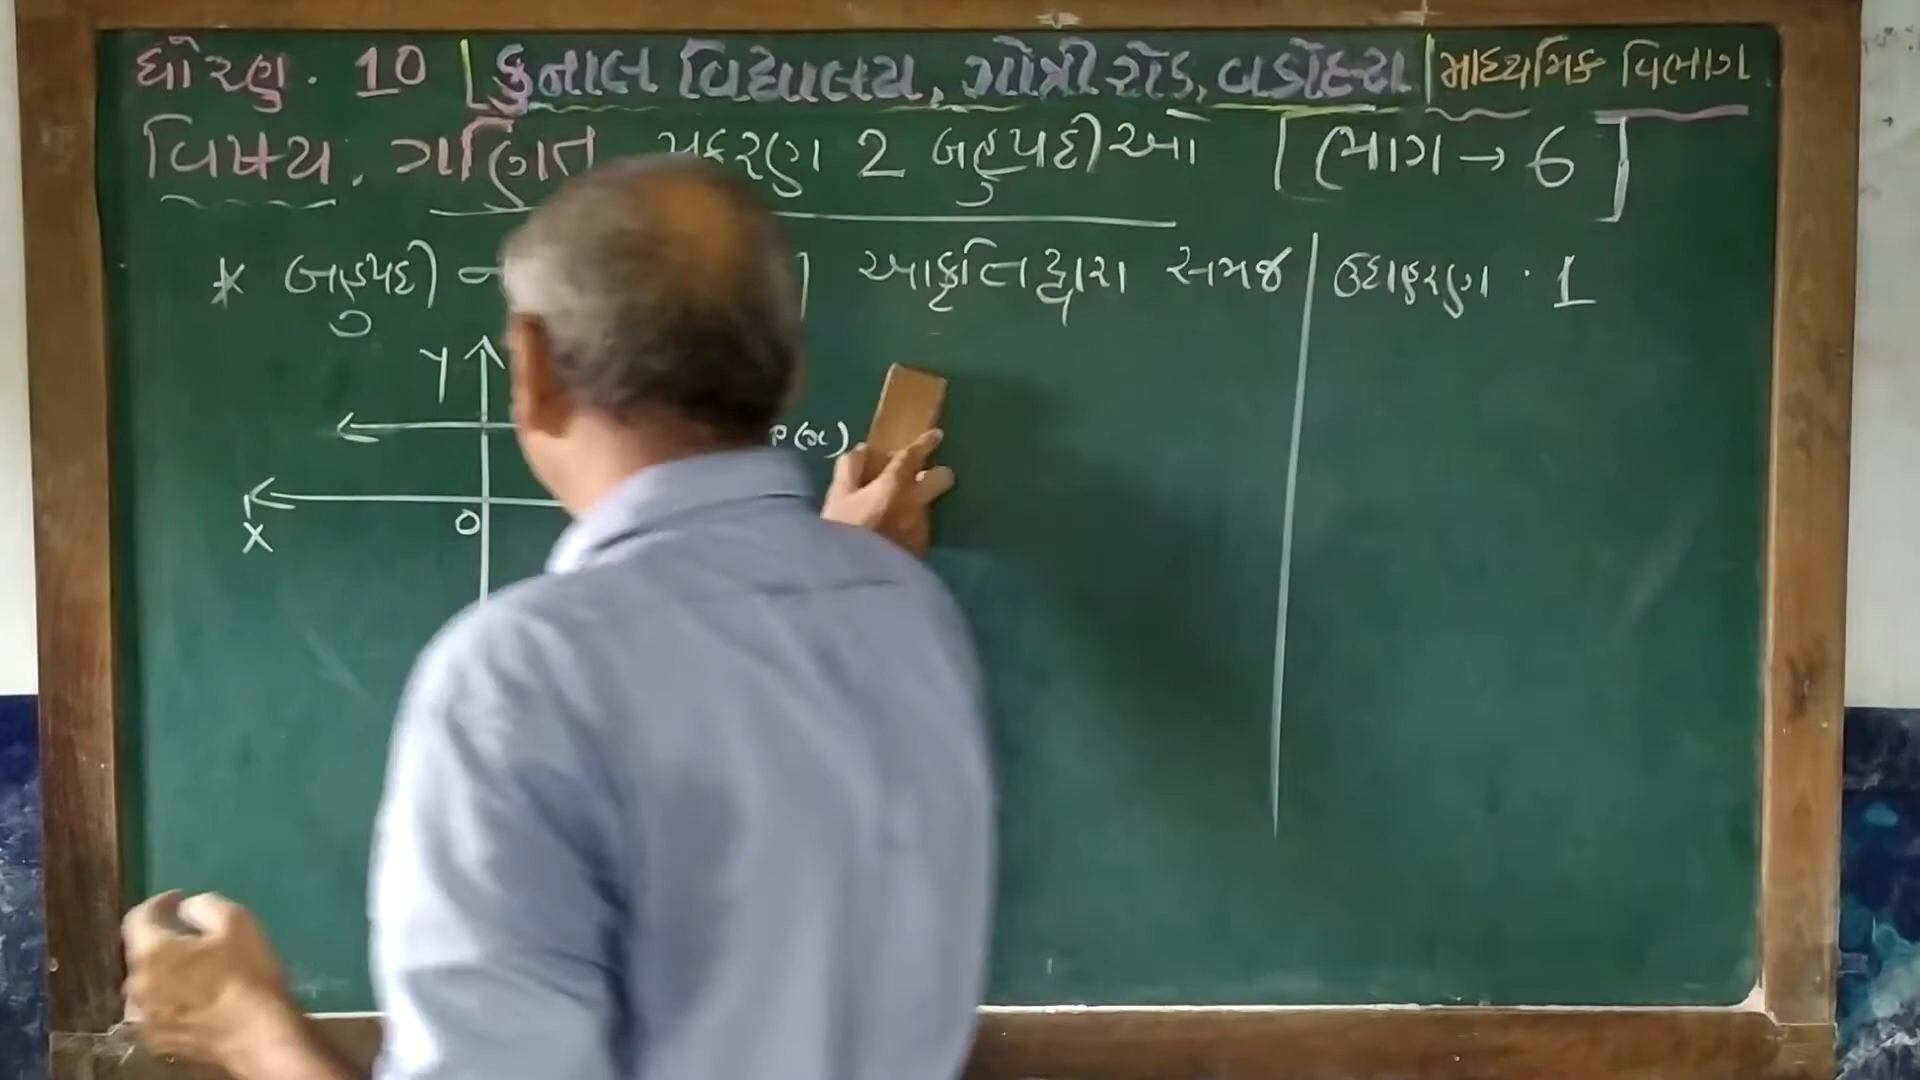 ધોરણ. 10 | કુનાલ વિદ્યાલય, ગોત્રીરોડ, વડોદરા | માધ્યમિક વિભાગ
વિષય. ગણિત પ્રકરણ 2 બહુપદીઓ [ ભાગ → 6 ]
* બહુપદી આકૃતિ દ્વારા સમજ | ઉદાહરણ. 1
Y
P(x)
X
O